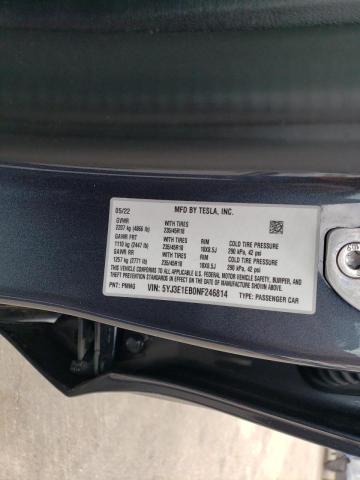 05/22 MFD BY TESLA, INC.
GVWR
2207 kg (4866 lb) WITH TIRES 235/45R18
GAWR FRT WITH TIRES RIM COLD TIRE PRESSURE
1110 kg (2447 lb) 235/45R18 18X8.5J 290 kPa, 42 psi
GAWR RR WITH TIRES RIM COLD TIRE PRESSURE
1257 kg (2771 lb) 235/45R18 18X8.5J 290 kPa, 42 psi
THIS VEHICLE CONFORMS TO ALL APPLICABLE FEDERAL MOTOR VEHICLE SAFETY, BUMPER, AND
THEFT PREVENTION STANDARDS IN EFFECT ON THE DATE OF MANUFACTURE SHOWN ABOVE.
PNT: PMNG VIN: 5YJ3E1EB0NF246814 TYPE: PASSENGER CAR